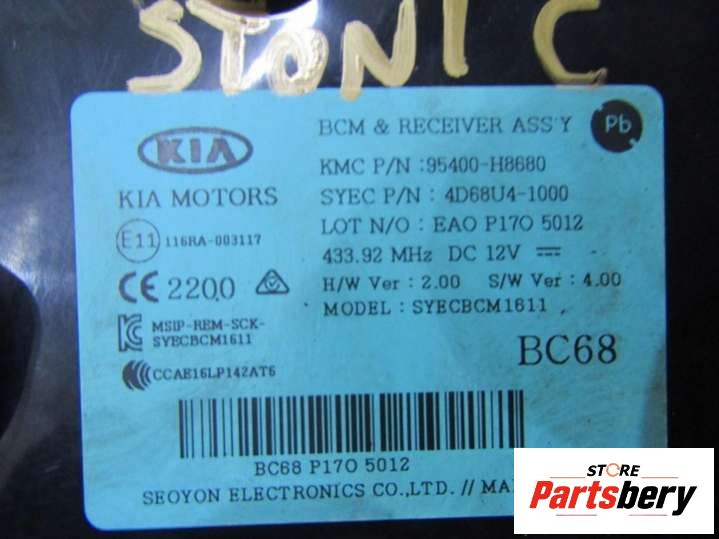 STONIC
BCM & RECEIVER ASS'Y
Pb
KIA
KMC P/N :95400-H8680
KIA MOTORS
SYEC P/N : 4D68U4-1000
LOT N/O : EAO P17O 5012
E11 116RA-003117
433.92 MHz DC 12V
CE 2200
H/W Ver : 2.00 S/W Ver : 4.00
MODEL : SYECBCM1611
MSIP-REM-SCK-
SYECBCM1611
BC68
CCAE16LP142AT6
BC68 P17O 5012
SEOYON ELECTRONICS CO.,LTD. //
STORE
Partsbery